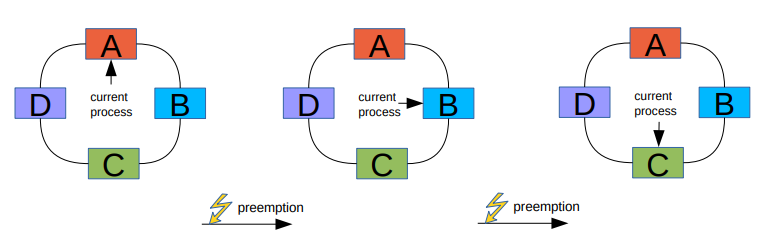 A
D
current
process
B
C
A
D
current
process
B
C
A
D
current
process
B
C
preemption
preemption